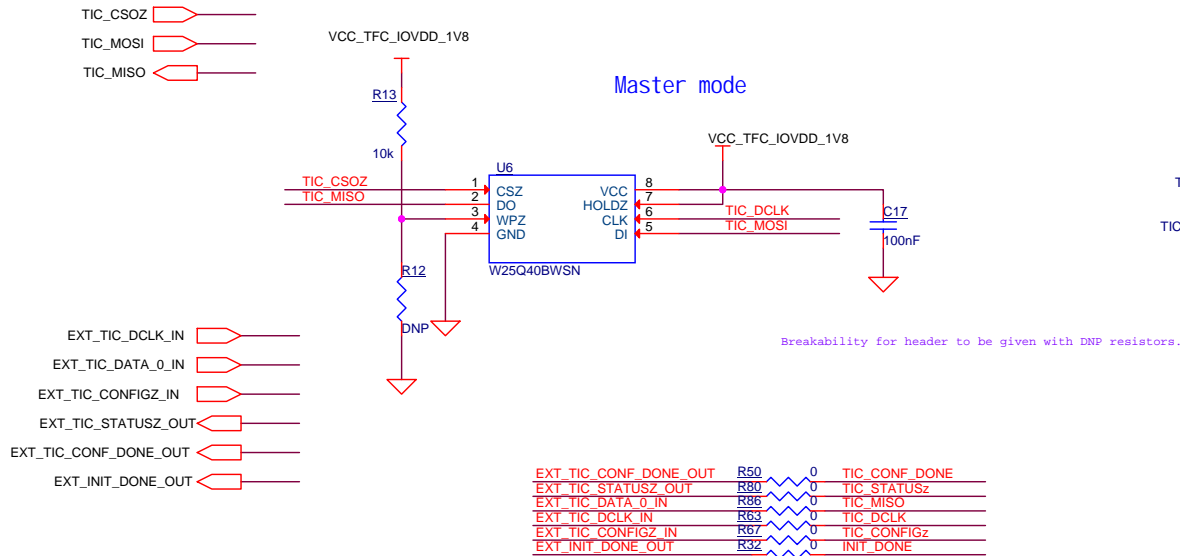 TIC_CSOZ
TIC_MOSI
TIC_MISO
VCC_TFC_IOVDD_1V8
R13
10k
Master mode
VCC_TFC_IOVDD_1V8
U6
TIC_CSOZ 1 CSZ VCC 8
TIC_MISO 2 DO HOLDZ 7
3 WPZ CLK 6 TIC_DCLK
4 GND DI 5 TIC_MOSI
W25Q40BWSN
C17
100nF
R12
DNP
EXT_TIC_DCLK_IN
EXT_TIC_DATA_0_IN
EXT_TIC_CONFIGZ_IN
EXT_TIC_STATUSZ_OUT
EXT_TIC_CONF_DONE_OUT
EXT_INIT_DONE_OUT
Breakability for header to be given with DNP resistors.
EXT_TIC_CONF_DONE_OUT R50 0 TIC_CONF_DONE
EXT_TIC_STATUSZ_OUT R80 0 TIC_STATUSz
EXT_TIC_DATA_0_IN R86 0 TIC_MISO
EXT_TIC_DCLK_IN R63 0 TIC_DCLK
EXT_TIC_CONFIGZ_IN R67 0 TIC_CONFIGz
EXT_INIT_DONE_OUT R32 0 INIT_DONE